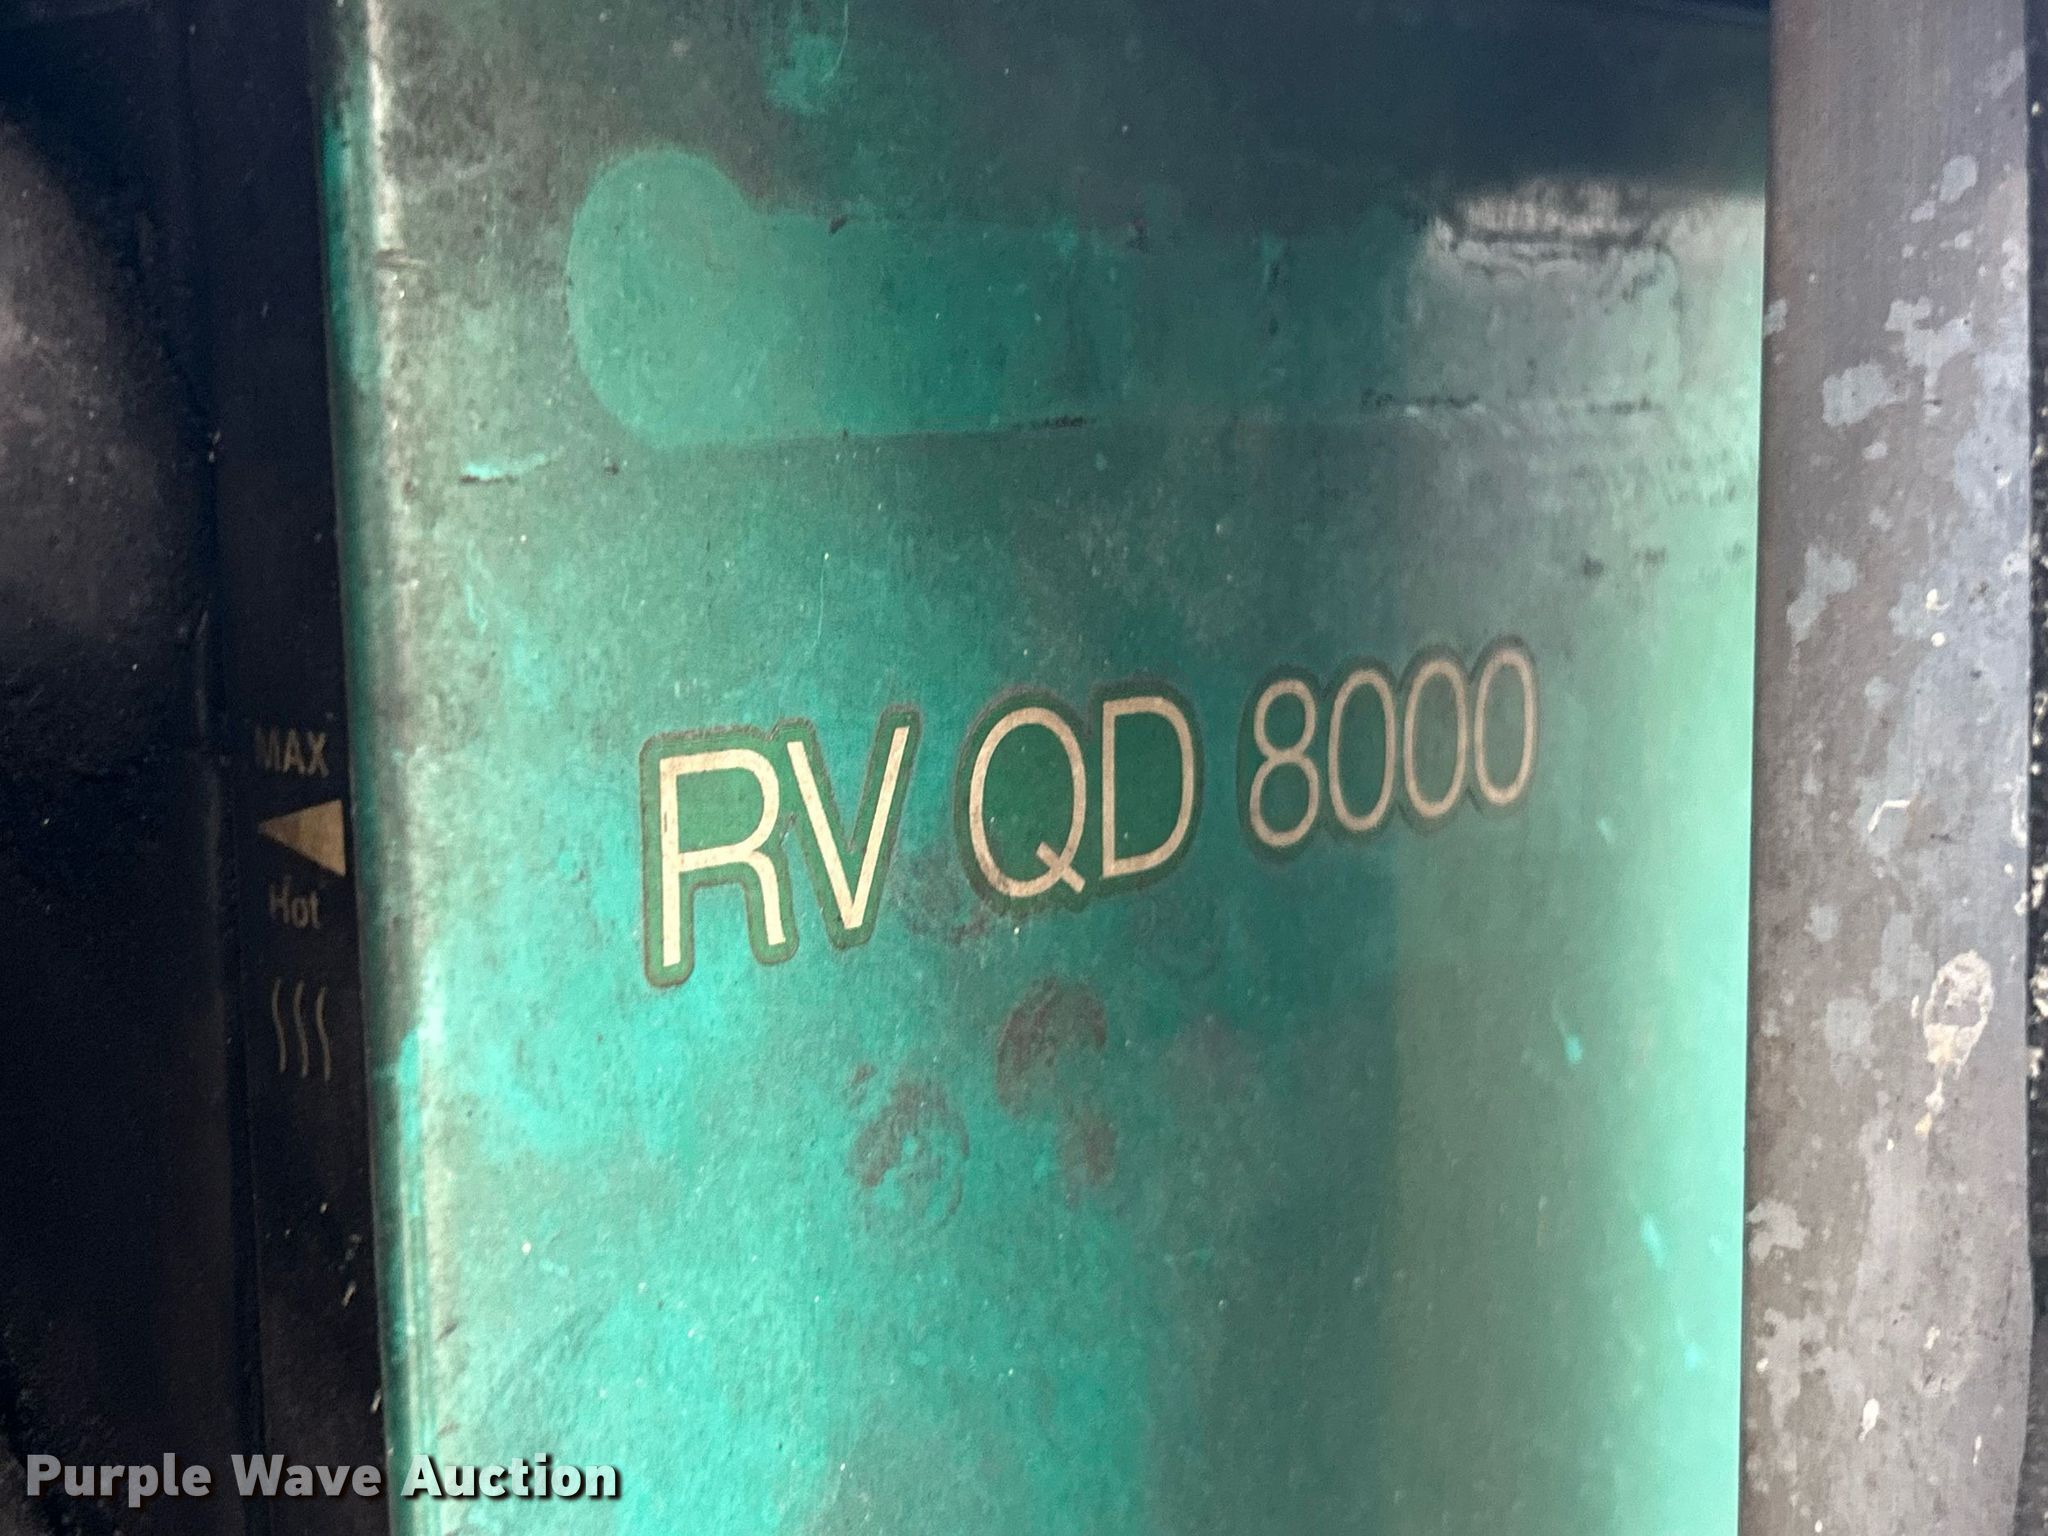 RV QD 8000
MAX
Hot
Purple Wave Auction